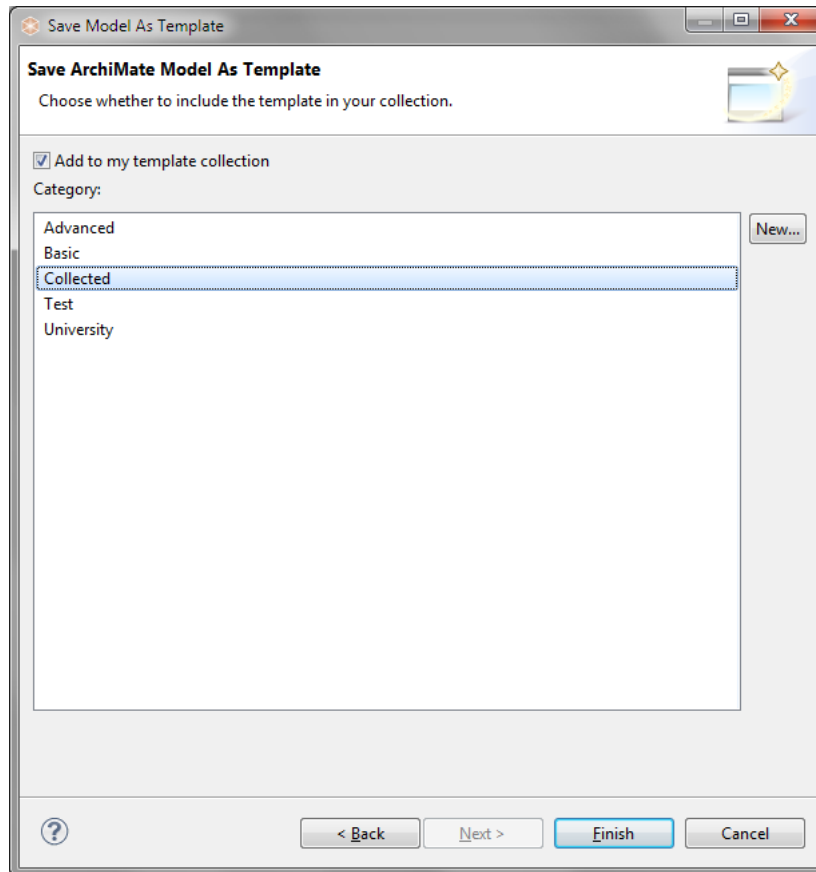 Save Model As Template
Save ArchiMate Model As Template
Choose whether to include the template in your collection.
Add to my template collection
Category:
Advanced
New...
Basic
Collected
Test
University
?
< Back
Next >
Finish
Cancel